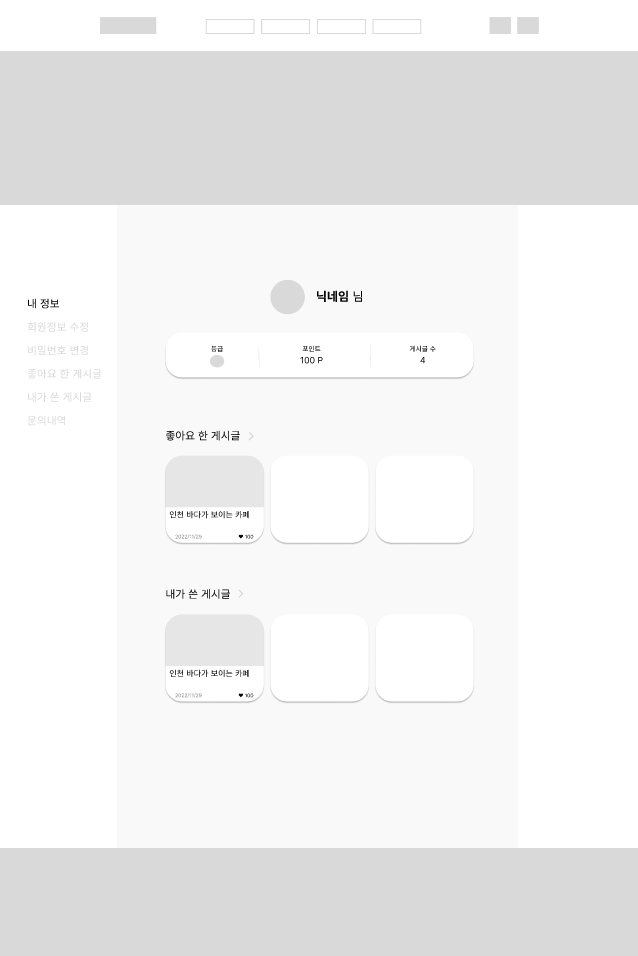 내 정보
회원정보 수정
비밀번호 변경
좋아요 한 게시글
내가 쓴 게시글
문의내역
닉네임 님
등급
포인트
100 P
게시글 수
4
좋아요 한 게시글
인천 바다가 보이는 카페
2022/11/29
100
내가 쓴 게시글
인천 바다가 보이는 카페
2022/11/29
100